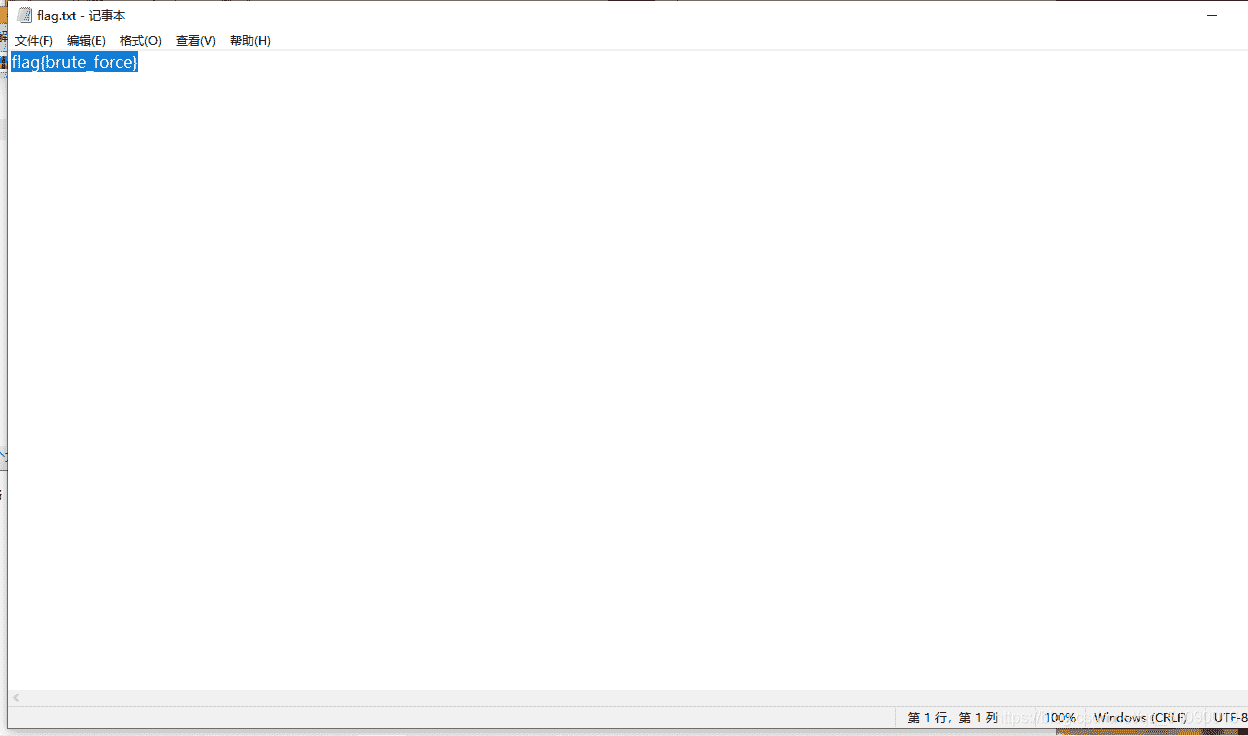 flag.txt - 记事本
文件(F) 编辑(E) 格式(O) 查看(V) 帮助(H)
flag{brute_force}
第 1 行，第 1 列 100% Windows (CRLF) UTF-8